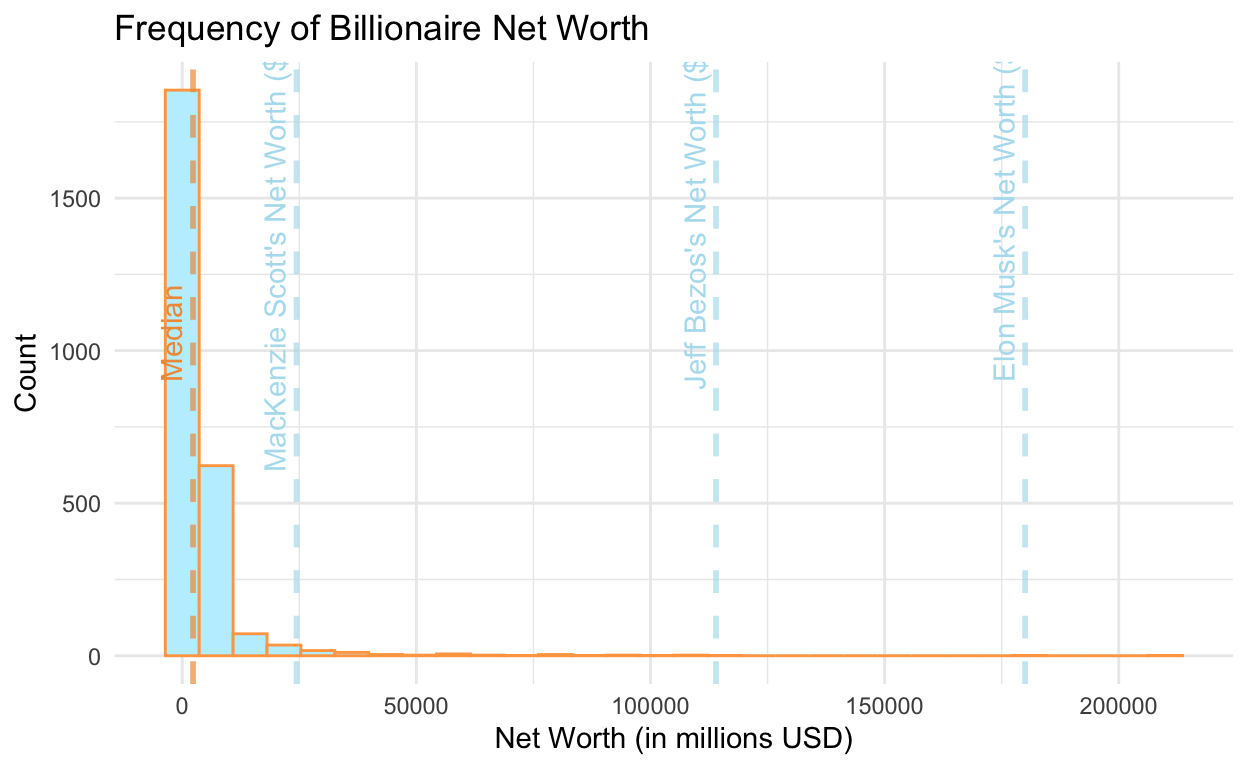 Frequency of Billionaire Net Worth
Count
1500
1000
500
0
Median
MacKenzie Scott's Net Worth ($
Jeff Bezos's Net Worth ($
Elon Musk's Net Worth ($
0
50000
100000
150000
200000
Net Worth (in millions USD)